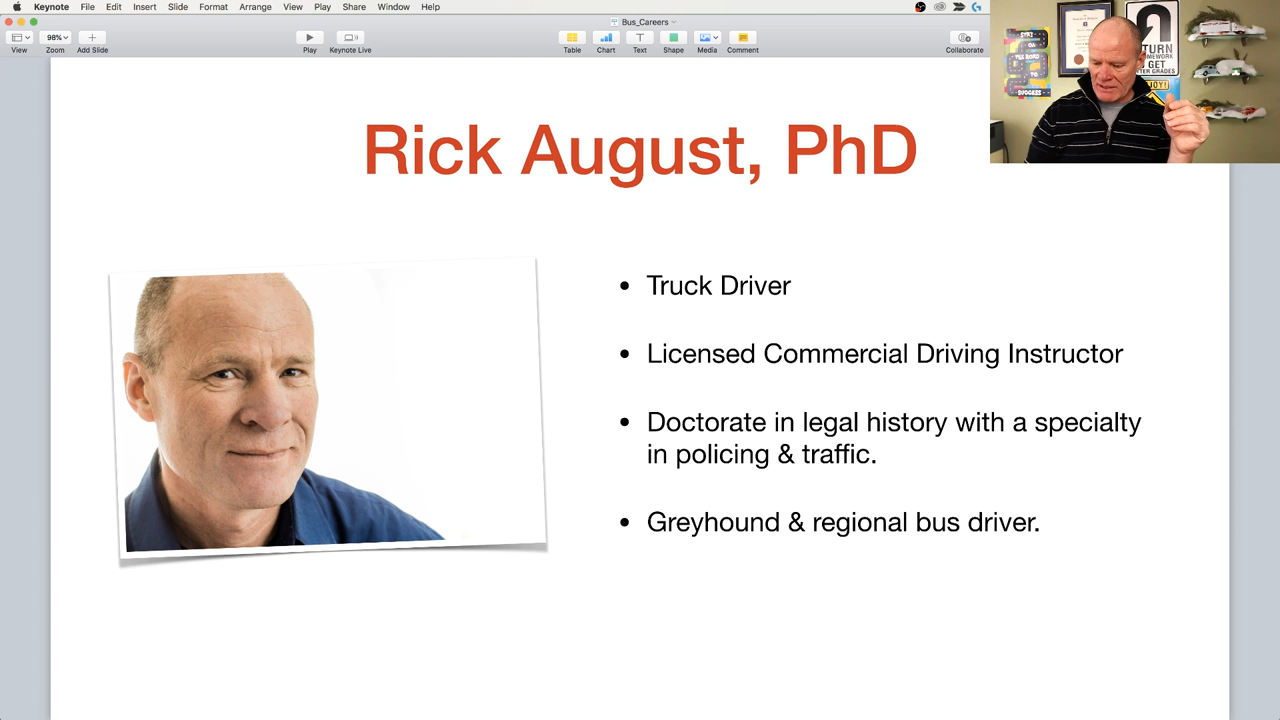 Keynote File Edit Insert Slide Format Arrange View Play Share Window Help
Bus_Careers
98%
View Zoom Add Slide Play Keynote Live Table Chart Text Shape Media Comment Collaborate
TURN
GET
SUCCESS
Rick August, PhD
• Truck Driver
• Licensed Commercial Driving Instructor
• Doctorate in legal history with a specialty
in policing & traffic.
• Greyhound & regional bus driver.